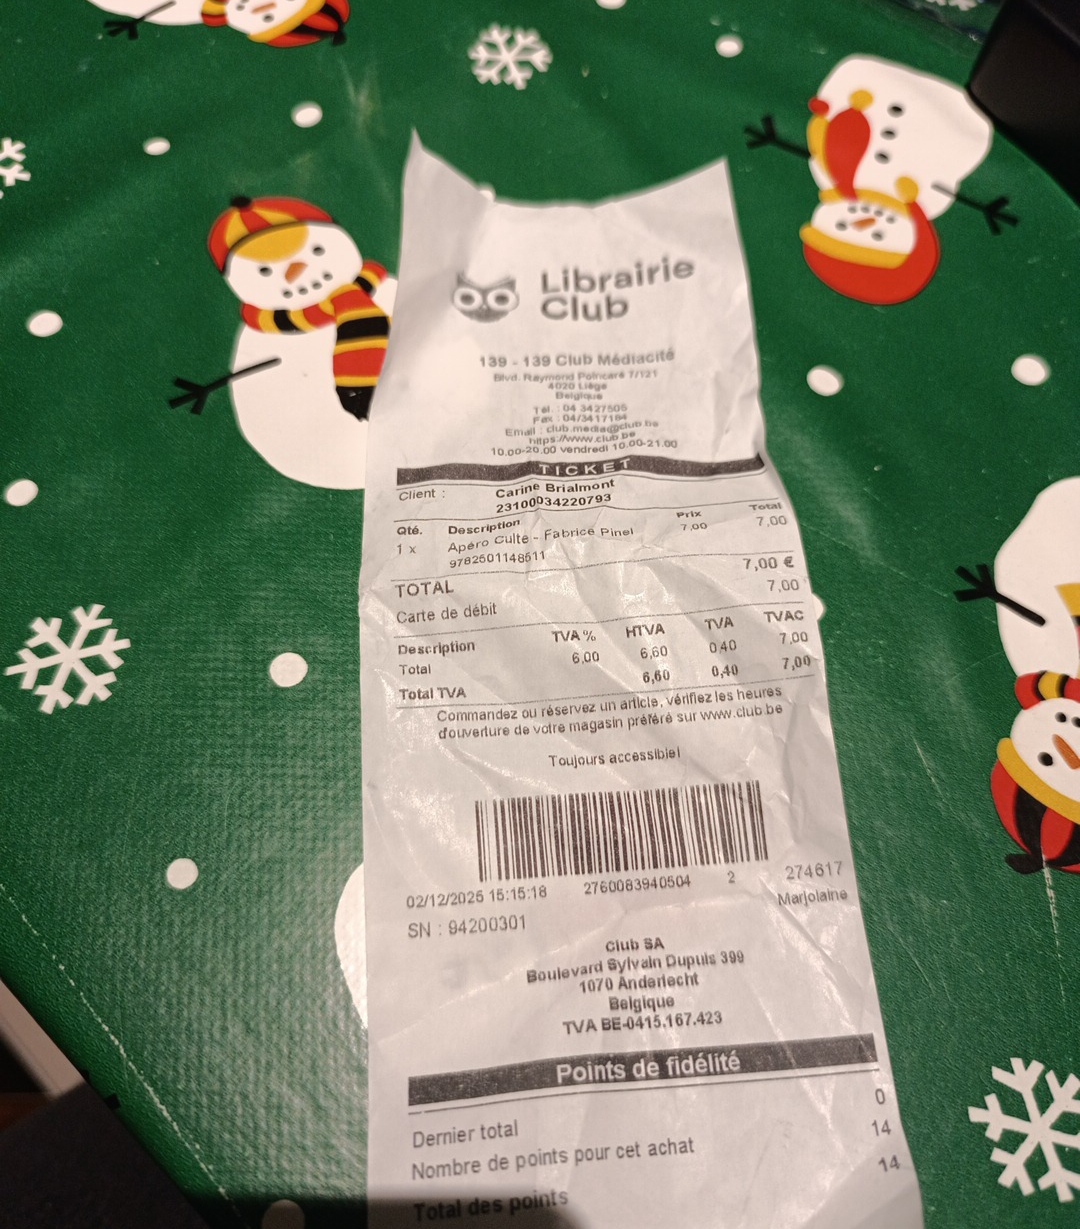 Librairie
Club
139 - 139 Club Médiacité
Blvd. Raymond Poincaré 7/121
4020 Liège
Belgique
Tél. : 04 3427505
Fax : 04/3417184
Email : club.media@club.be
https://www.club.be
10.00-20.00 vendredi 10.00-21.00
TICKET
Client : Carine Brialmont
23100034220793
Qté. Description Prix Total
1 x Apéro Culte - Fabrice Pinel 7,00 7,00
9782501148511
TOTAL 7,00 €
Carte de débit 7,00
Description TVA % HTVA TVA TVAC
Total 6,00 6,60 0,40 7,00
Total TVA 6,60 0,40 7,00
Commandez ou réservez un article, vérifiez les heures
d'ouverture de votre magasin préféré sur www.club.be
Toujours accessible!
02/12/2025 15:15:18 2760083940504 2 274617
SN : 94200301 Marjolaine
Club SA
Boulevard Sylvain Dupuis 399
1070 Anderlecht
Belgique
TVA BE-0415.167.423
Points de fidélité
Dernier total 0
Nombre de points pour cet achat 14
Total des points 14